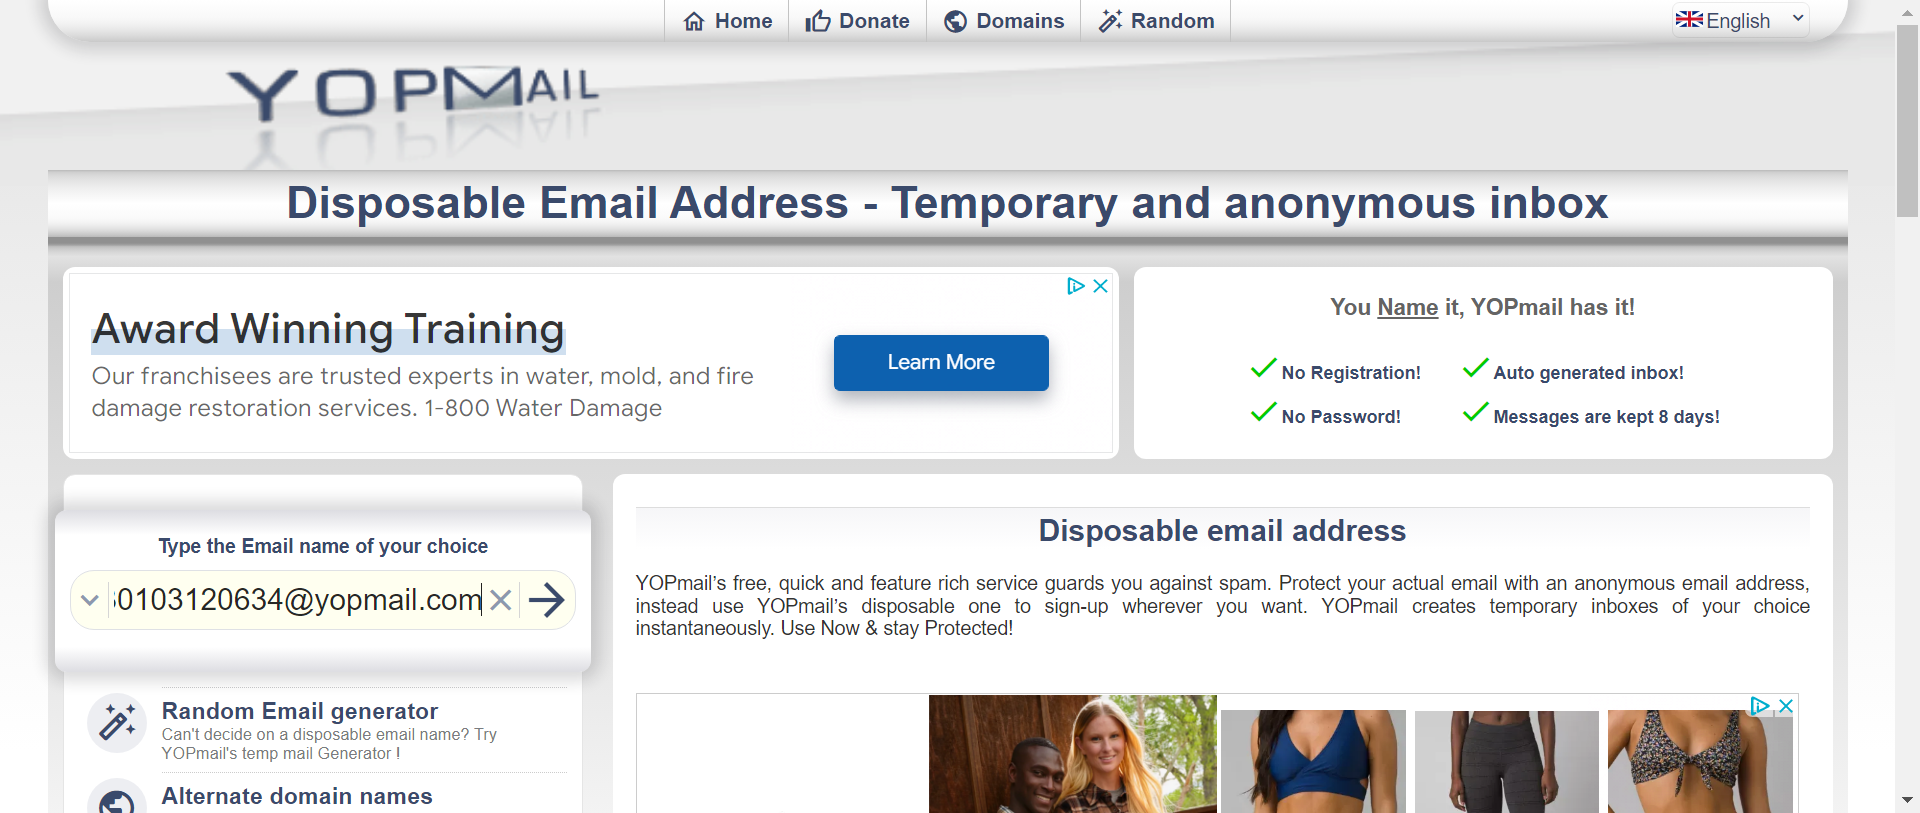 Home
Donate
Domains
Random
English
YOPMAIL
Disposable Email Address - Temporary and anonymous inbox
Award Winning Training
Our franchisees are trusted experts in water, mold, and fire
damage restoration services. 1-800 Water Damage
Learn More
You Name it, YOPmail has it!
No Registration!
Auto generated inbox!
No Password!
Messages are kept 8 days!
Type the Email name of your choice
0103120634@yopmail.com
Random Email generator
Can't decide on a disposable email name? Try
YOPmail's temp mail Generator !
Alternate domain names
Disposable email address
YOPmail's free, quick and feature rich service guards you against spam. Protect your actual email with an anonymous email address,
instead use YOPmail's disposable one to sign-up wherever you want. YOPmail creates temporary inboxes of your choice
instantaneously. Use Now & stay Protected!